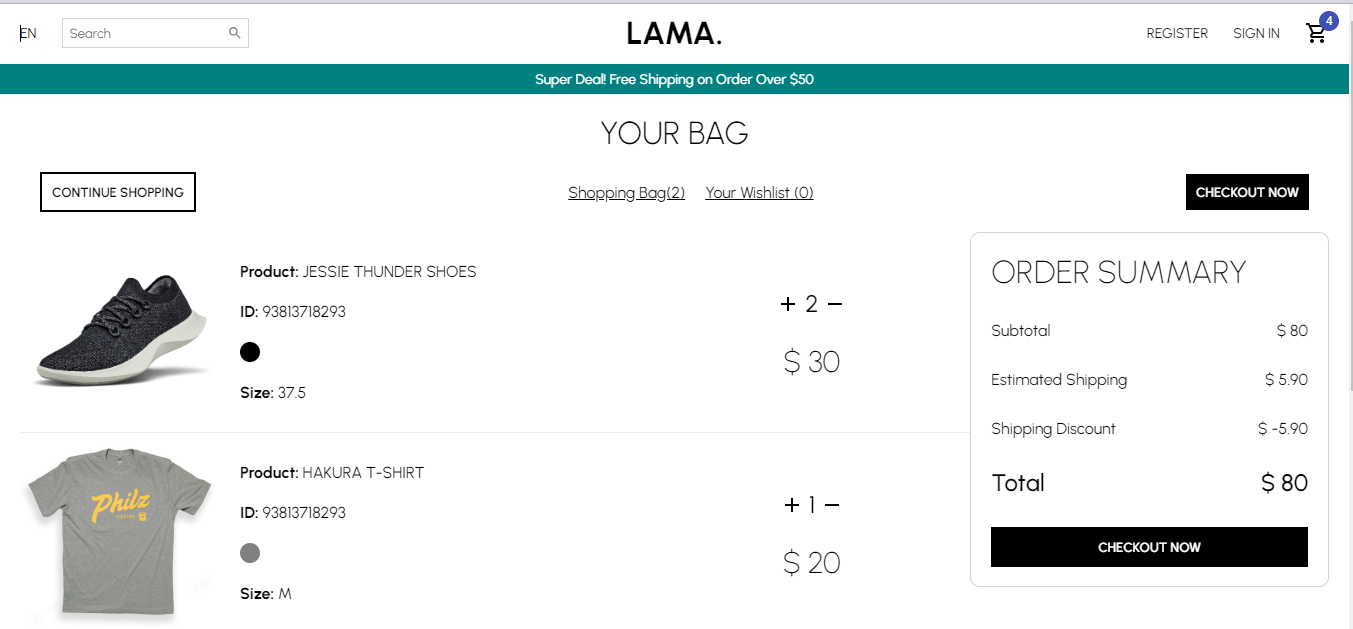 EN
Search
LAMA.
REGISTER
SIGN IN
4
Super Deal! Free Shipping on Order Over $50
YOUR BAG
CONTINUE SHOPPING
Shopping Bag(2)
Your Wishlist (0)
CHECKOUT NOW
Product: JESSIE THUNDER SHOES
ID: 93813718293
Size: 37.5
+ 2 −
$ 30
Philz
Product: HAKURA T-SHIRT
ID: 93813718293
Size: M
+ 1 −
$ 20
ORDER SUMMARY
Subtotal $ 80
Estimated Shipping $ 5.90
Shipping Discount $ -5.90
Total $ 80
CHECKOUT NOW